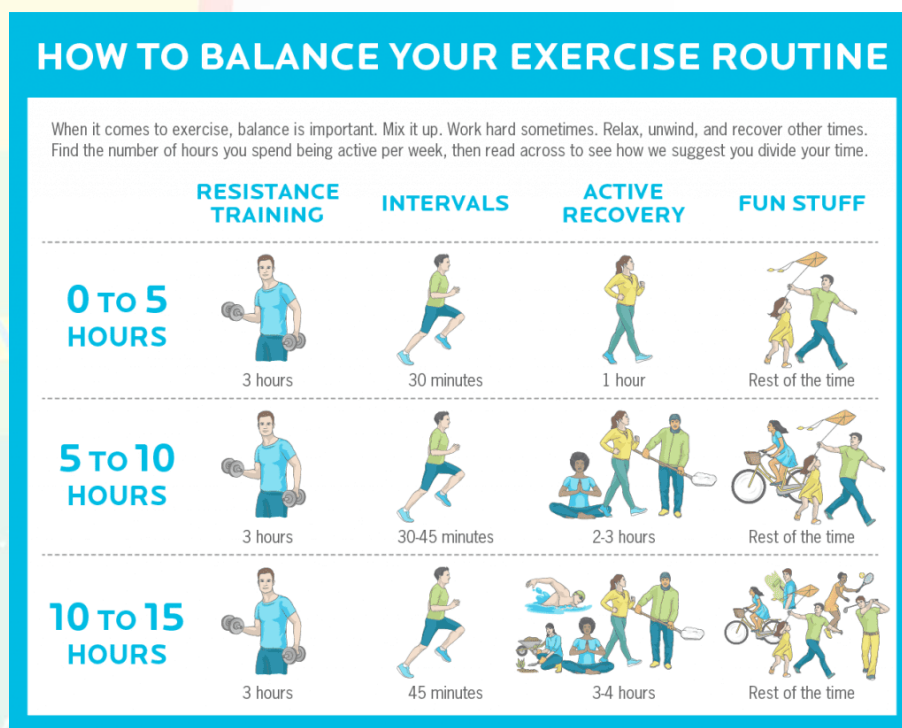 HOW TO BALANCE YOUR EXERCISE ROUTINE
When it comes to exercise, balance is important. Mix it up. Work hard sometimes. Relax, unwind, and recover other times.
Find the number of hours you spend being active per week, then read across to see how we suggest you divide your time.
RESISTANCE
TRAINING
INTERVALS
ACTIVE
RECOVERY
FUN STUFF
0 TO 5
HOURS
3 hours
30 minutes
1 hour
Rest of the time
5 TO 10
HOURS
3 hours
30-45 minutes
2-3 hours
Rest of the time
10 TO 15
HOURS
3 hours
45 minutes
3-4 hours
Rest of the time